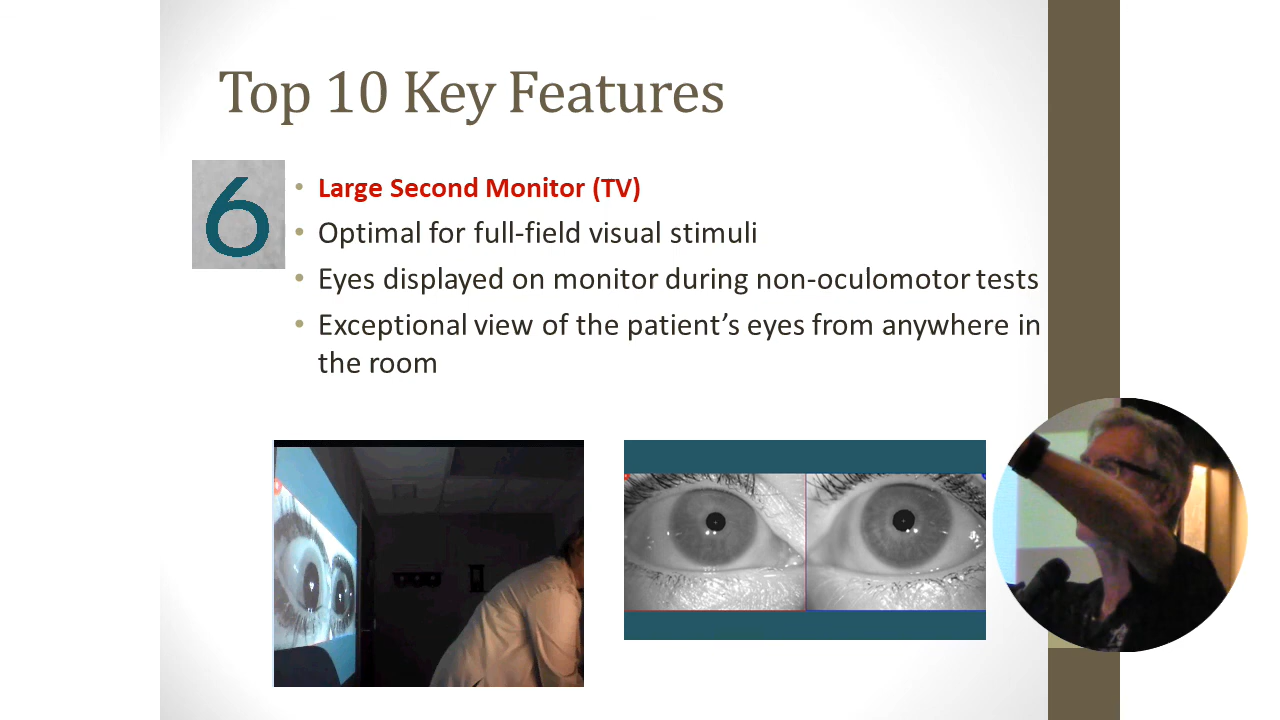 Top 10 Key Features
6
• Large Second Monitor (TV)
• Optimal for full-field visual stimuli
• Eyes displayed on monitor during non-oculomotor tests
• Exceptional view of the patient’s eyes from anywhere in
the room